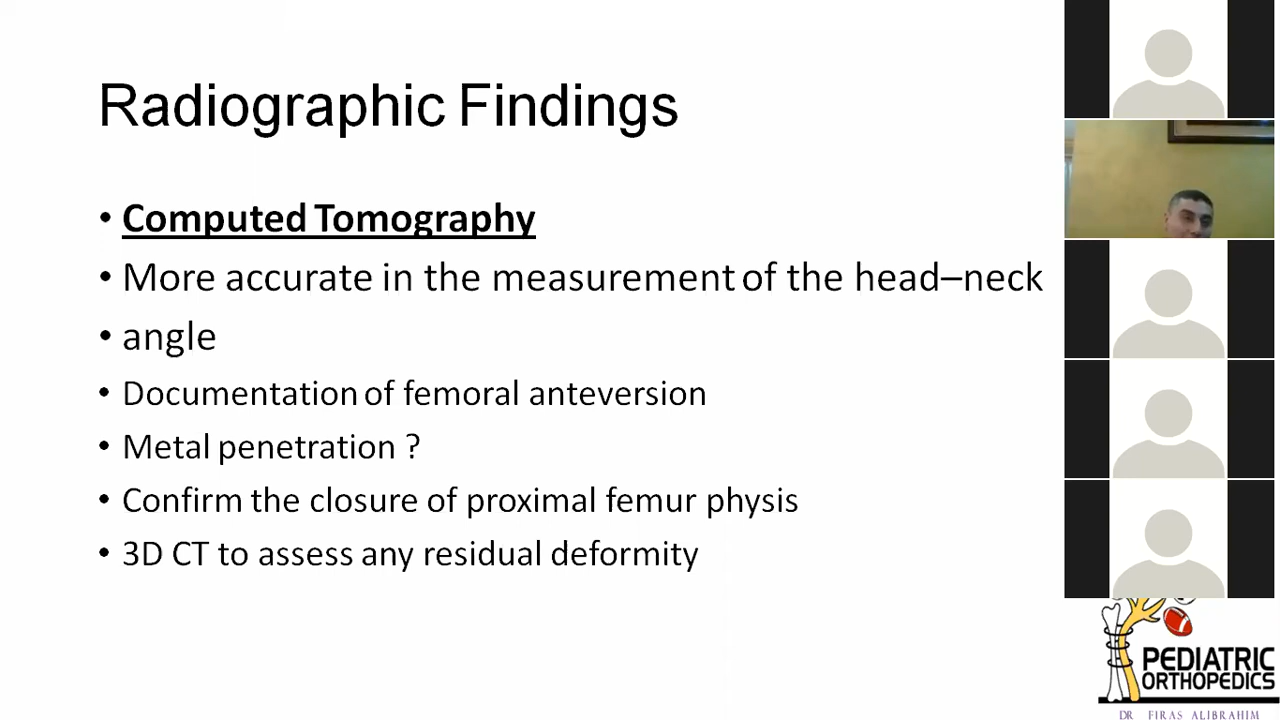 Radiographic Findings
• Computed Tomography
• More accurate in the measurement of the head–neck
• angle
• Documentation of femoral anteversion
• Metal penetration ?
• Confirm the closure of proximal femur physis
• 3D CT to assess any residual deformity
PEDIATRIC
ORTHOPEDICS
DR FIRAS ALIBRAHIM